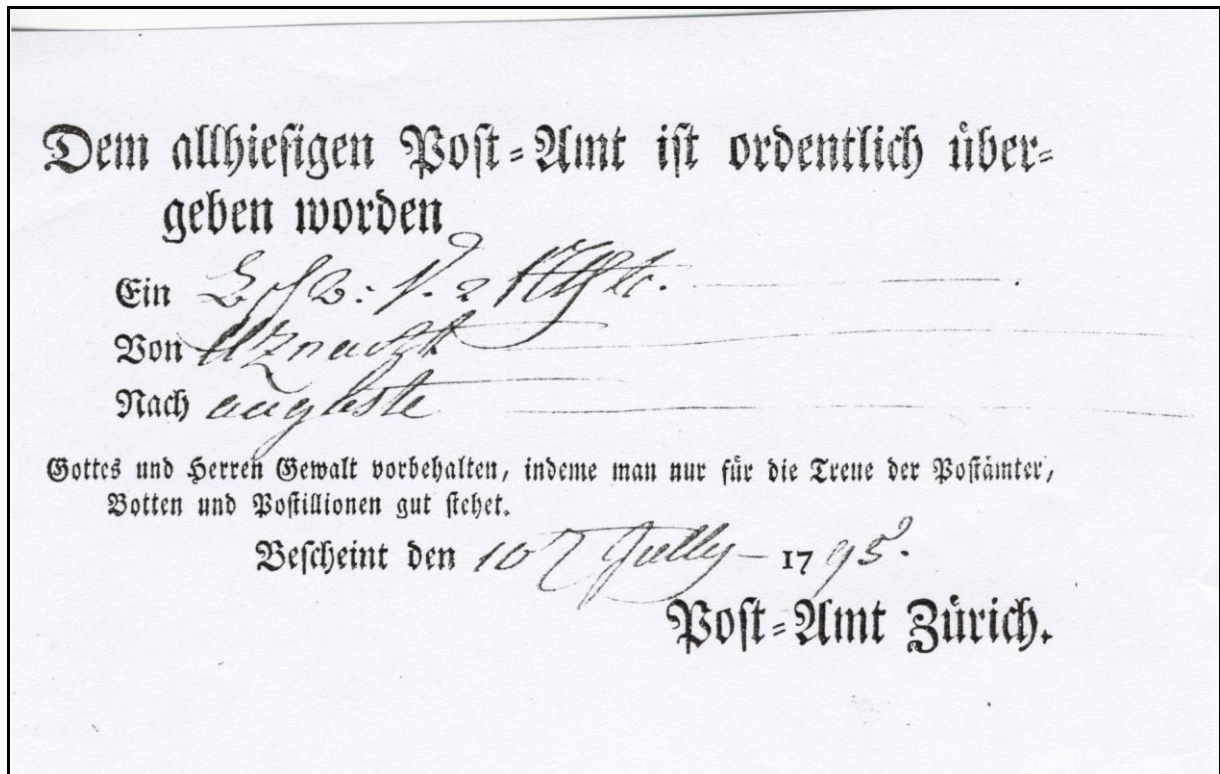 Dem allhiesigen Post-Amt ist ordentlich über-
geben worden
Ein
Von Utznacht
Nach auguste
Gottes und Herren Gewalt vorbehalten, indeme man nur für die Treue der Postämter,
Botten und Postillionen gut stehet.
Bescheint den 10 Jully - 1795.
Post-Amt Zürich.